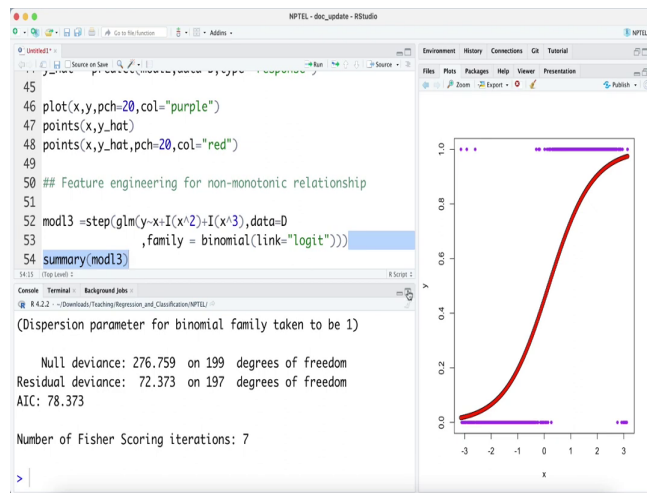 NPTEL - doc_update - RStudio
Go to file/function
Addins
NPTEL
Untitled1*
Source on Save
Run
Source
44 y_hat = predict(modl2,data=D,type="response")
45
46 plot(x,y,pch=20,col="purple")
47 points(x,y_hat)
48 points(x,y_hat,pch=20,col="red")
49
50 ## Feature engineering for non-monotonic relationship
51
52 modl3 =step(glm(y~x+I(x^2)+I(x^3),data=D
53 ,family = binomial(link="logit")))
54 summary(modl3)
54:15 (Top Level) R Script
Console Terminal Background Jobs
R 4.2.2 · ~/Downloads/Teaching/Regression_and_Classification/NPTEL/
(Dispersion parameter for binomial family taken to be 1)
Null deviance: 276.759 on 199 degrees of freedom
Residual deviance: 72.373 on 197 degrees of freedom
AIC: 78.373
Number of Fisher Scoring iterations: 7
>
Environment History Connections Git Tutorial
Files Plots Packages Help Viewer Presentation
Zoom Export Publish
1.0
0.8
0.6
y
0.4
0.2
0.0
-3 -2 -1 0 1 2 3
x